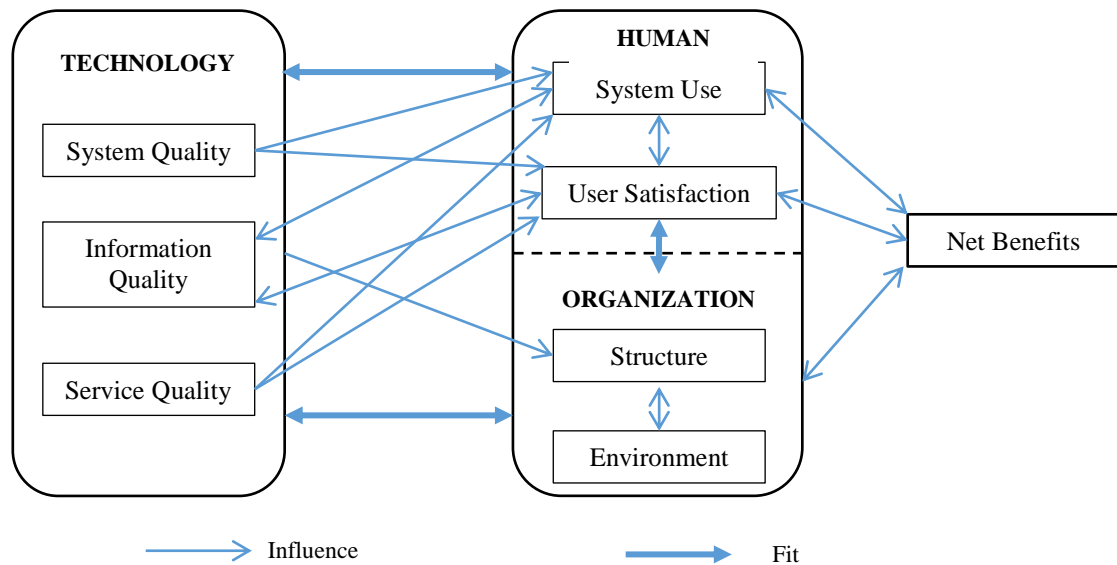 TECHNOLOGY
System Quality
Information
Quality
Service Quality
HUMAN
System Use
User Satisfaction
ORGANIZATION
Structure
Environment
Net Benefits
Influence
Fit